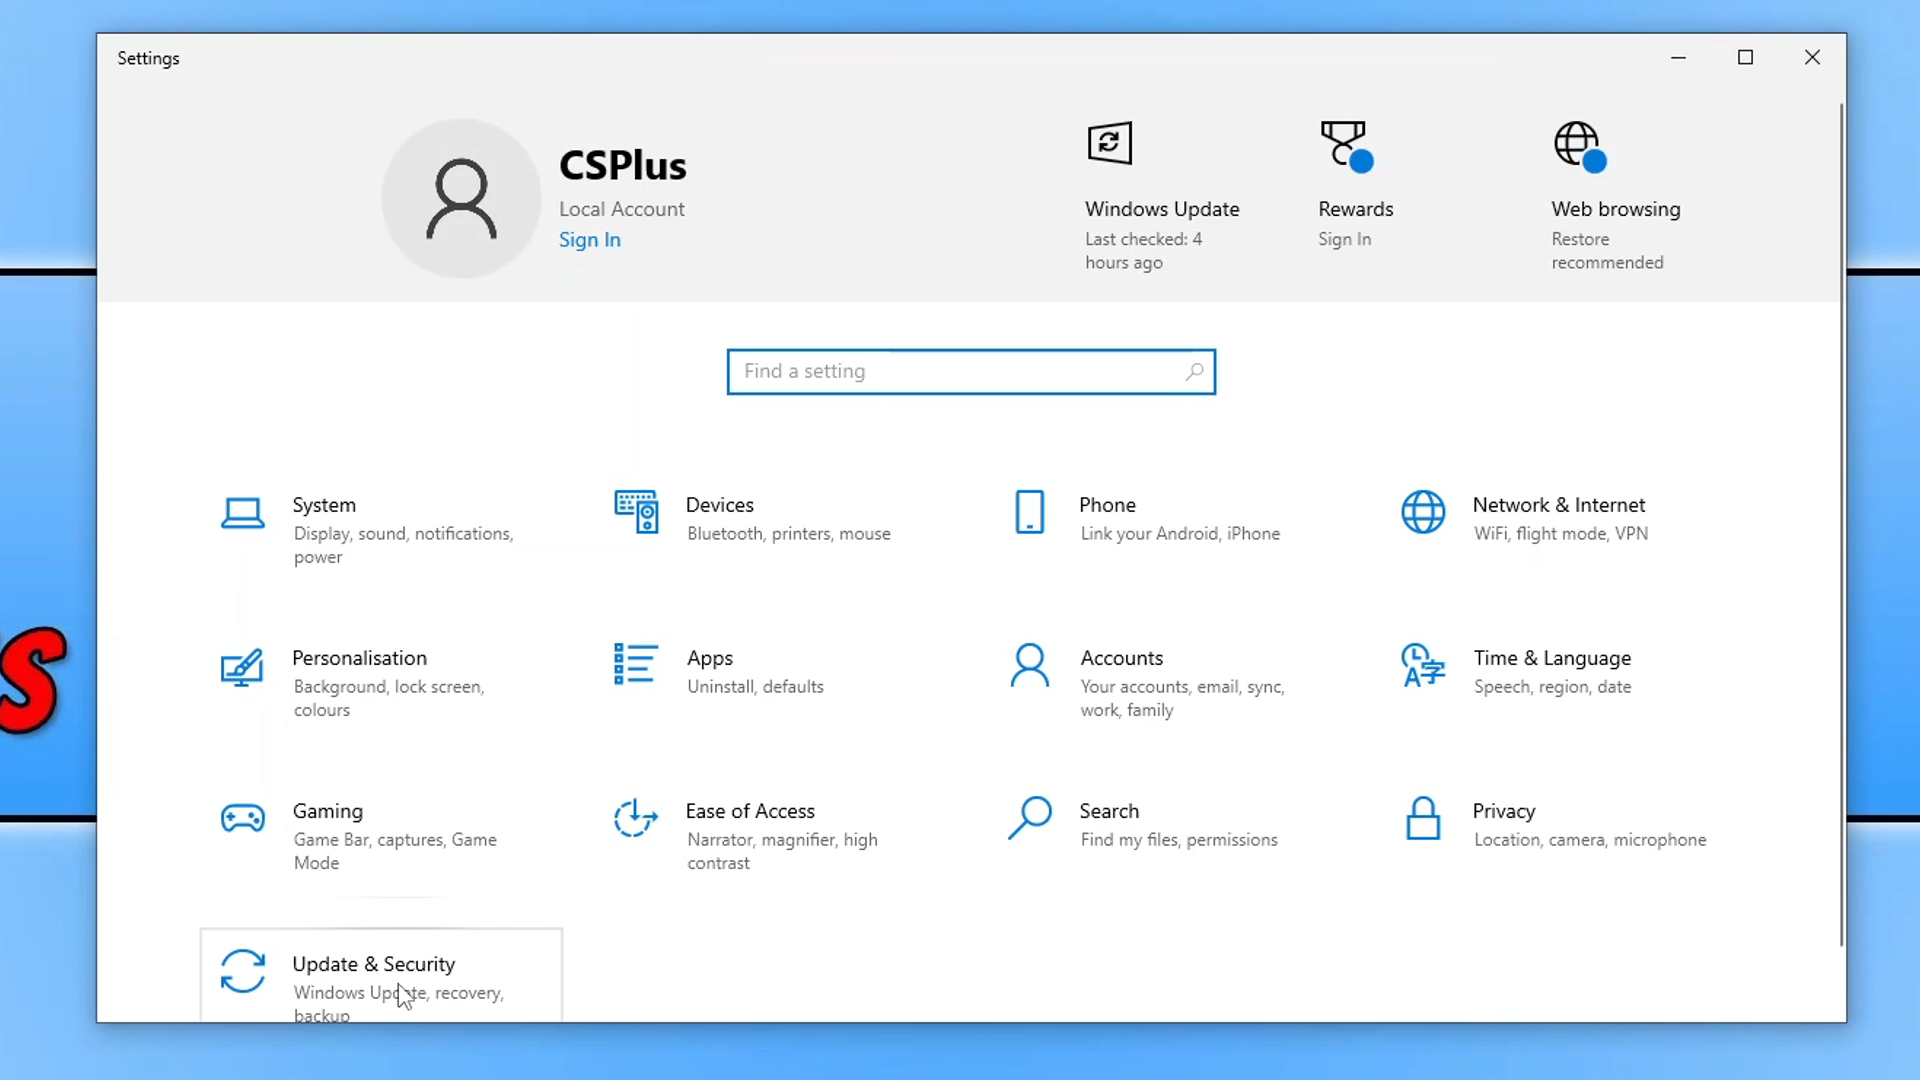 Settings
CSPlus
Local Account
Sign In
Windows Update
Last checked: 4
hours ago
Rewards
Sign In
Web browsing
Restore
recommended
Find a setting
System
Display, sound, notifications,
power
Devices
Bluetooth, printers, mouse
Phone
Link your Android, iPhone
Network & Internet
WiFi, flight mode, VPN
Personalisation
Background, lock screen,
colours
Apps
Uninstall, defaults
Accounts
Your accounts, email, sync,
work, family
Time & Language
Speech, region, date
Gaming
Game Bar, captures, Game
Mode
Ease of Access
Narrator, magnifier, high
contrast
Search
Find my files, permissions
Privacy
Location, camera, microphone
Update & Security
Windows Update, recovery,
backup